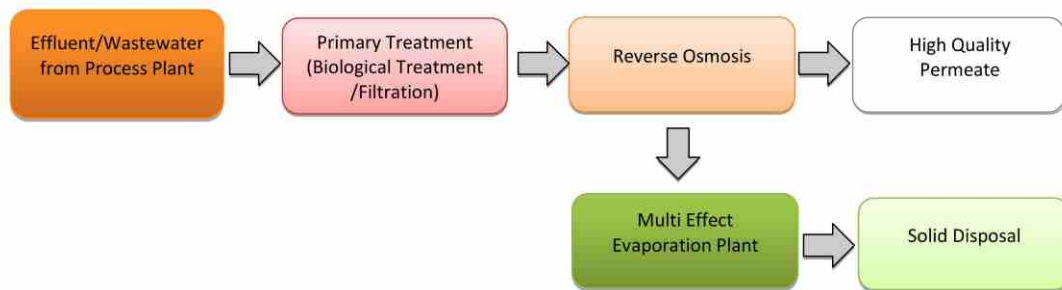 Effluent/Wastewater
from Process Plant
Primary Treatment
(Biological Treatment
/Filtration)
Reverse Osmosis
High Quality
Permeate
Multi Effect
Evaporation Plant
Solid Disposal